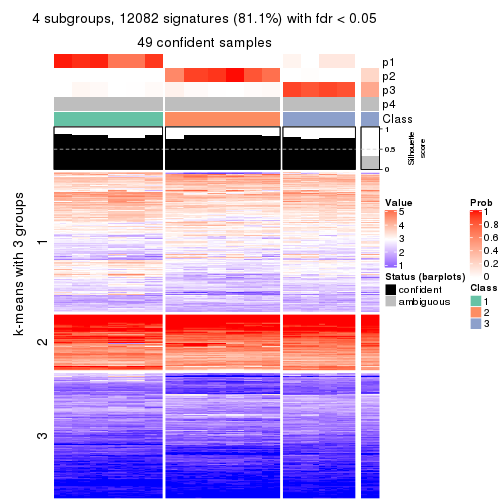 4 subgroups, 12082 signatures (81.1%) with fdr < 0.05
49 confident samples
p1
p2
p3
p4
Class
1
0.5
0
Silhouette
score
k-means with 3 groups
1
2
3
Value
5
4
3
2
1
Status (barplots)
confident
ambiguous
Prob
1
0.8
0.6
0.4
0.2
0
Class
1
2
3